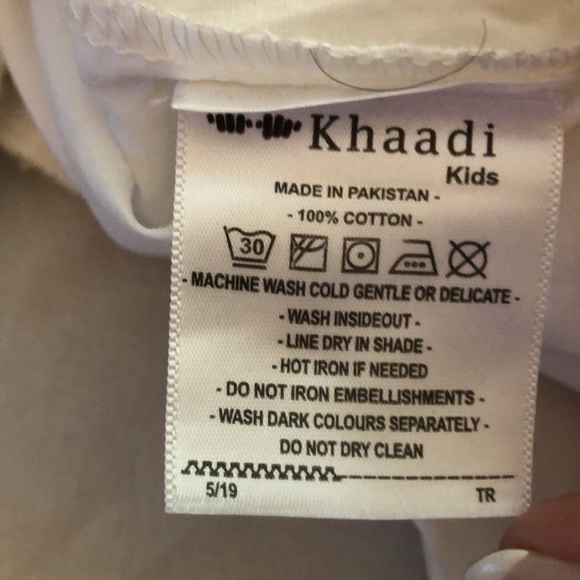 Khaadi
Kids
MADE IN PAKISTAN -
- 100% COTTON -
30
- MACHINE WASH COLD GENTLE OR DELICATE -
- WASH INSIDEOUT -
- LINE DRY IN SHADE -
- HOT IRON IF NEEDED
- DO NOT IRON EMBELLISHMENTS -
- WASH DARK COLOURS SEPARATELY -
DO NOT DRY CLEAN
5/19 TR